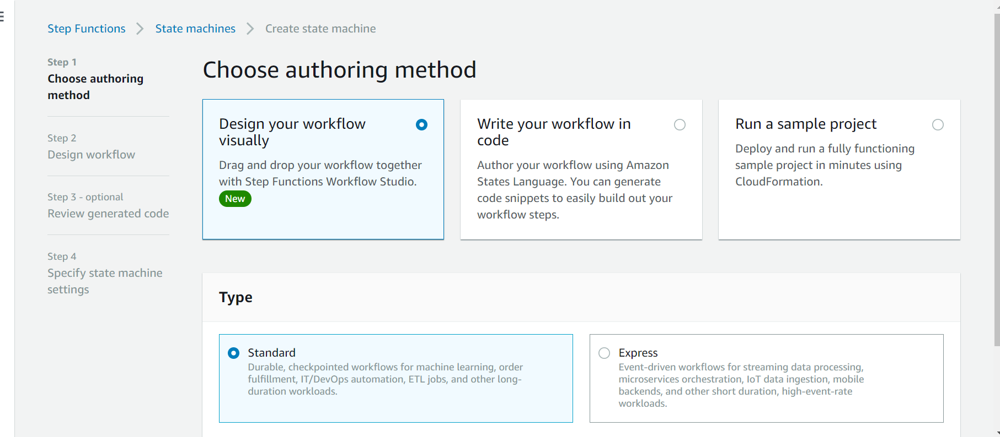 Step Functions
State machines
Create state machine
Step 1
Choose authoring
method
Step 2
Design workflow
Step 3 - optional
Review generated code
Step 4
Specify state machine
settings
Choose authoring method
Design your workflow
visually
Drag and drop your workflow together
with Step Functions Workflow Studio.
New
Write your workflow in
code
Author your workflow using Amazon
States Language. You can generate
code snippets to easily build out your
workflow steps.
Run a sample project
Deploy and run a fully functioning
sample project in minutes using
CloudFormation.
Type
Standard
Durable, checkpointed workflows for machine learning, order
fulfillment, IT/DevOps automation, ETL jobs, and other long-
duration workloads.
Express
Event-driven workflows for streaming data processing,
microservices orchestration, IoT data ingestion, mobile
backends, and other short duration, high-event-rate
workloads.